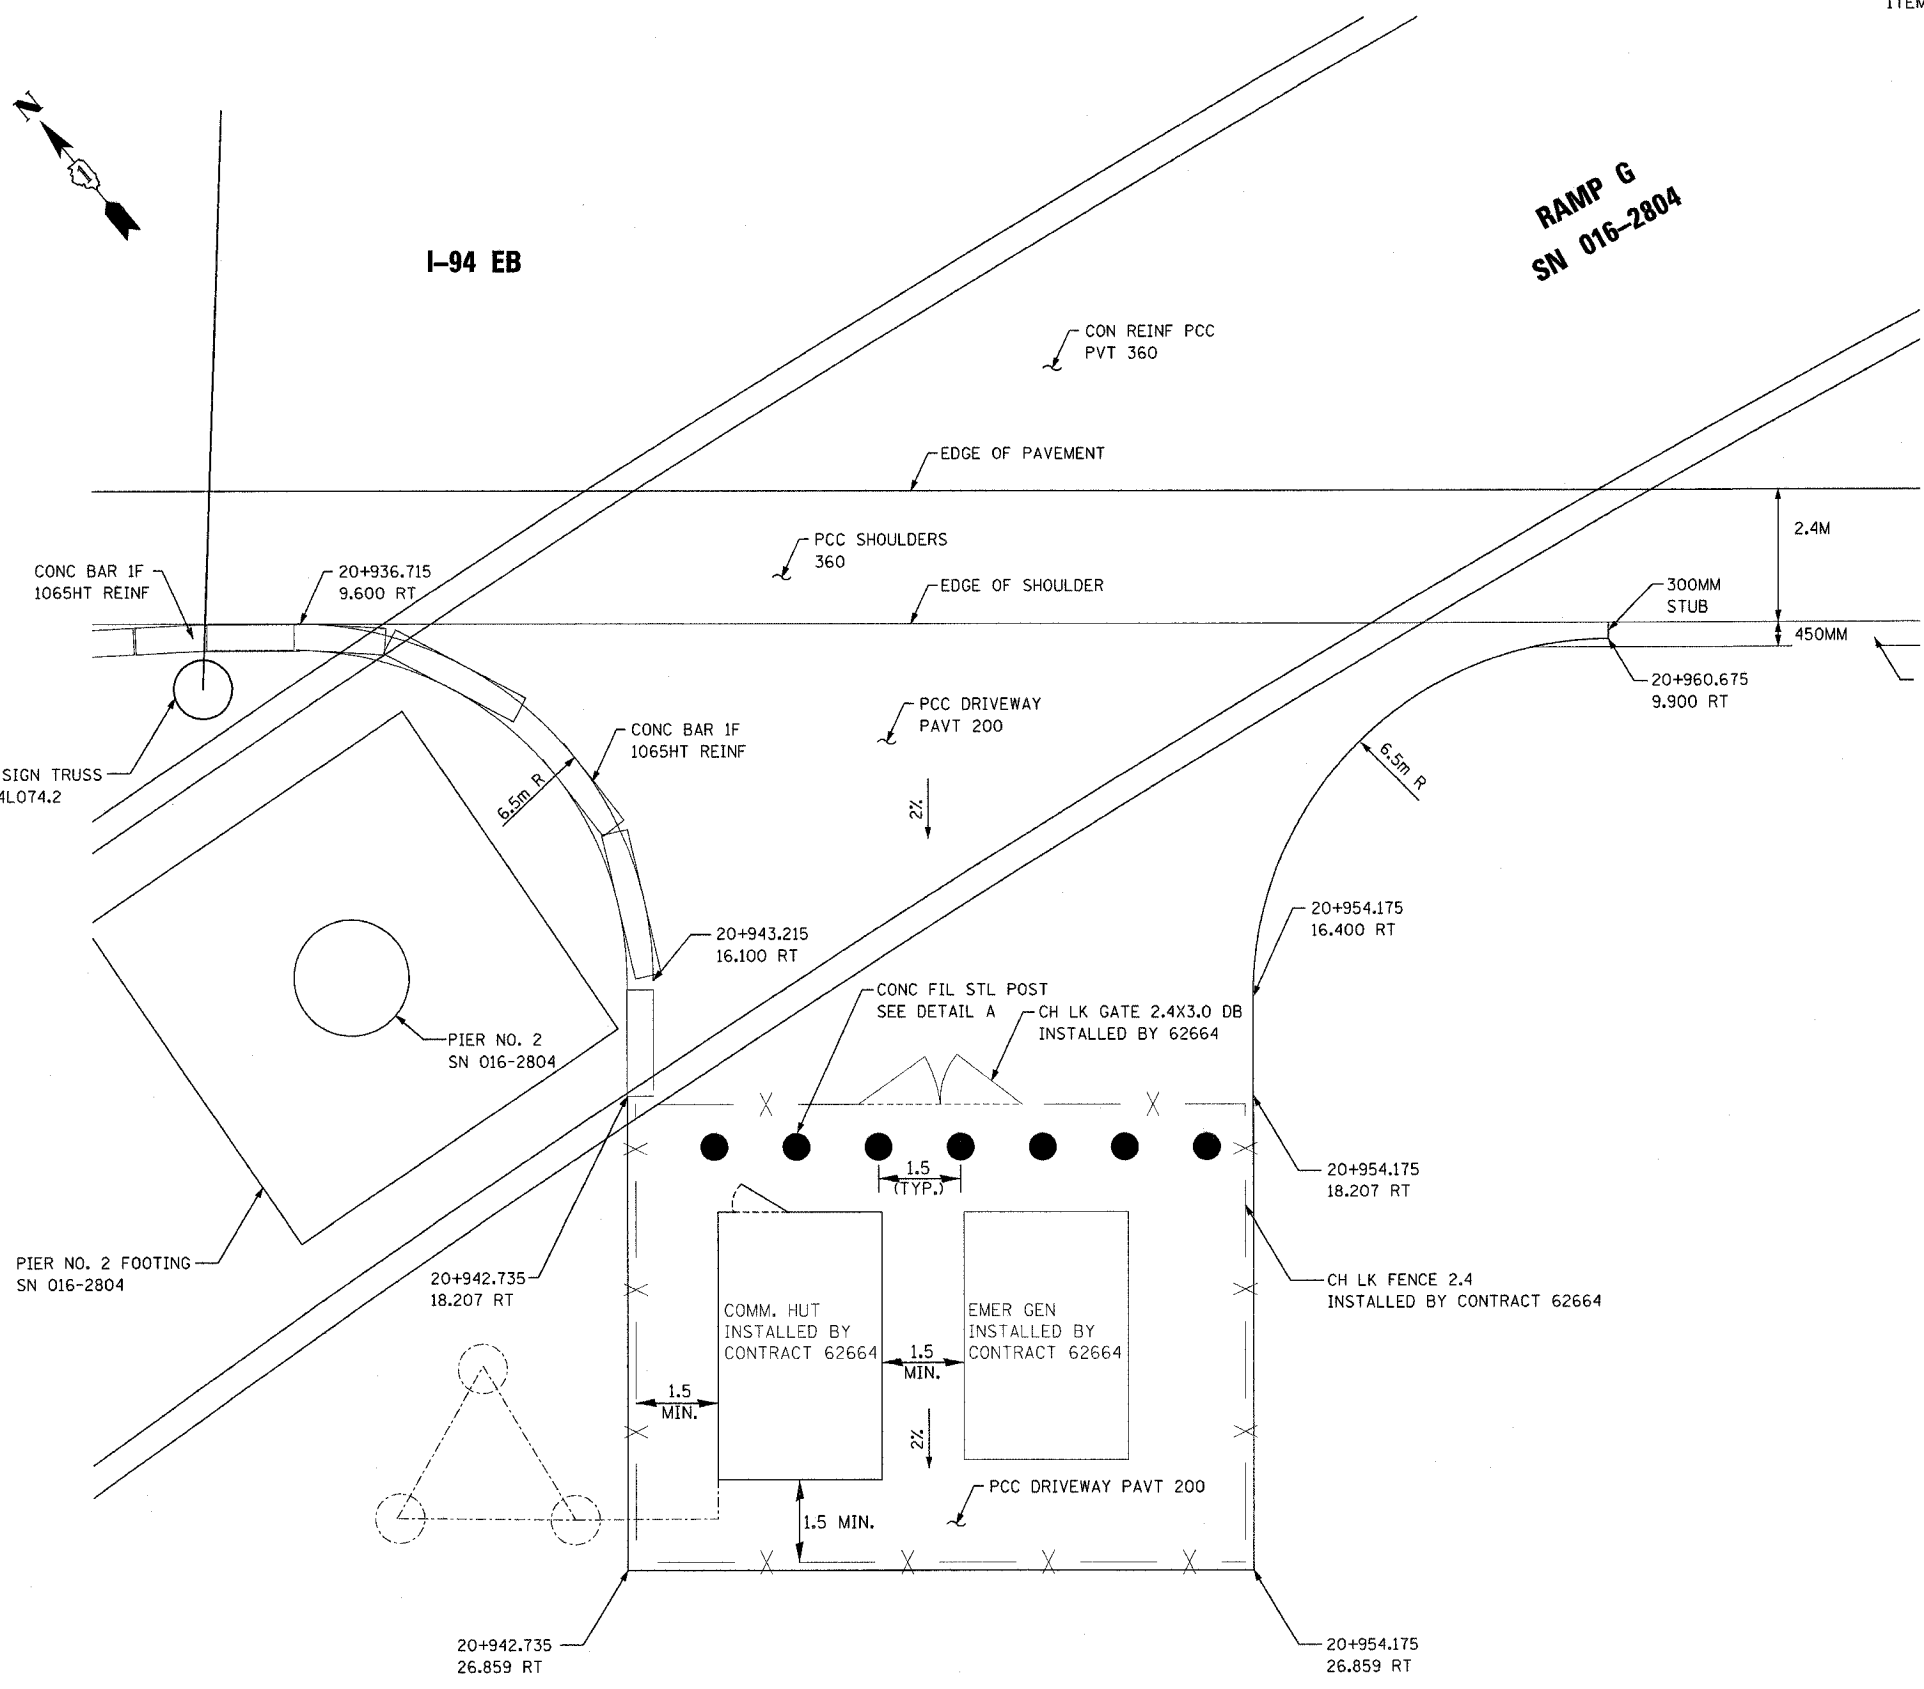 ITEM
N
1
I-94 EB
RAMP G
SN 016-2804
CON REINF PCC
PVT 360
EDGE OF PAVEMENT
2.4M
PCC SHOULDERS
360
CONC BAR 1F
1065HT REINF
20+936.715
9.600 RT
EDGE OF SHOULDER
300MM
STUB
450MM
20+960.675
9.900 RT
PCC DRIVEWAY
PAVT 200
CONC BAR 1F
1065HT REINF
SIGN TRUSS
4L074.2
6.5m R
6.5m R
2%
20+943.215
16.100 RT
20+954.175
16.400 RT
CONC FIL STL POST
SEE DETAIL A
CH LK GATE 2.4X3.0 DB
INSTALLED BY 62664
PIER NO. 2
SN 016-2804
1.5
(TYP.)
20+954.175
18.207 RT
PIER NO. 2 FOOTING
SN 016-2804
20+942.735
18.207 RT
CH LK FENCE 2.4
INSTALLED BY CONTRACT 62664
COMM. HUT
INSTALLED BY
CONTRACT 62664
EMER GEN
INSTALLED BY
CONTRACT 62664
1.5
MIN.
1.5
MIN.
2%
PCC DRIVEWAY PAVT 200
1.5 MIN.
20+942.735
26.859 RT
20+954.175
26.859 RT